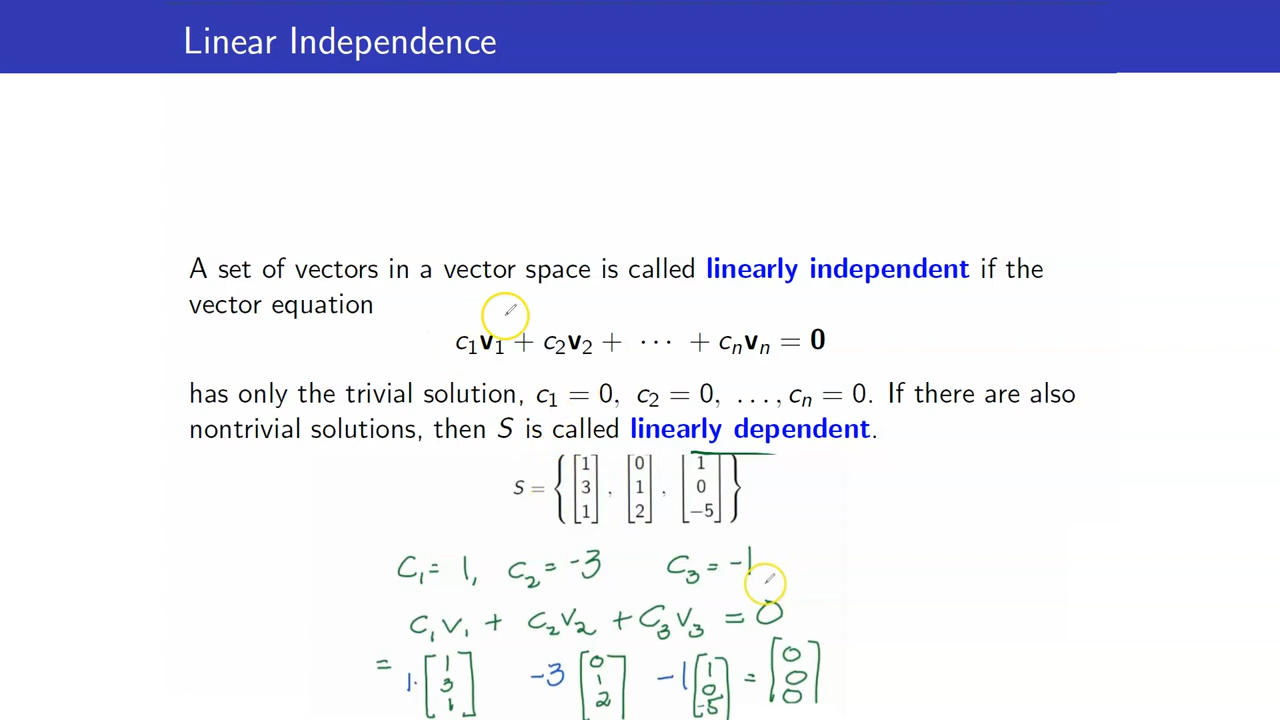 Linear Independence
A set of vectors in a vector space is called linearly independent if the
vector equation
c₁v₁ + c₂v₂ + ⋯ + cₙvₙ = 0
has only the trivial solution, c₁ = 0, c₂ = 0, …, cₙ = 0. If there are also
nontrivial solutions, then S is called linearly dependent.
S = { [1 3 1], [0 1 2], [1 0 −5] }
C₁ = 1, C₂ = -3 C₃ = -1
C₁V₁ + C₂V₂ + C₃V₃ = 0
= 1·[1 3 1] -3 [0 1 2] -1 [1 0 -5] = [0 0 0]